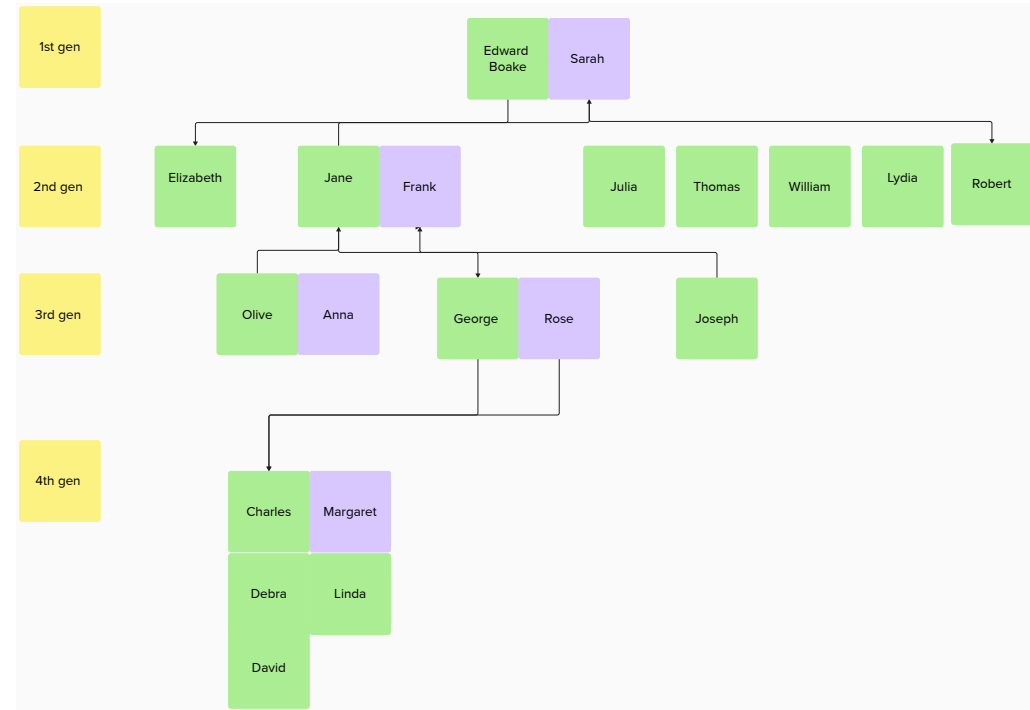 1st gen
Edward
Boake
Sarah
2nd gen
Elizabeth
Jane
Frank
Julia
Thomas
William
Lydia
Robert
3rd gen
Olive
Anna
George
Rose
Joseph
4th gen
Charles
Margaret
Debra
Linda
David